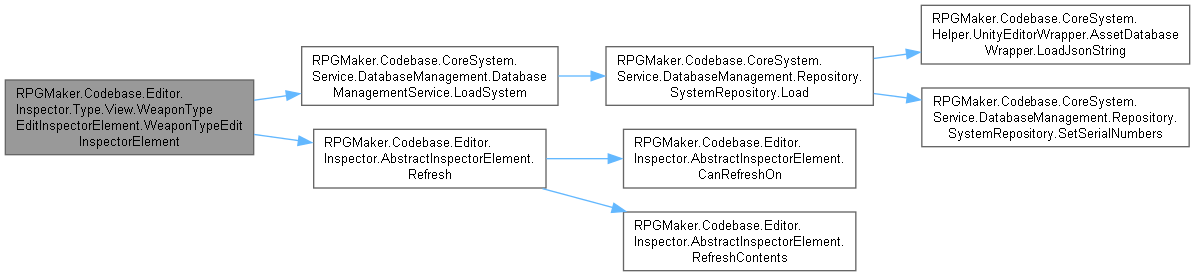 RPGMaker.Codebase.Editor.
Inspector.Type.View.WeaponType
EditInspectorElement.WeaponTypeEdit
InspectorElement
RPGMaker.Codebase.CoreSystem.
Service.DatabaseManagement.Database
ManagementService.LoadSystem
RPGMaker.Codebase.CoreSystem.
Service.DatabaseManagement.Repository.
SystemRepository.Load
RPGMaker.Codebase.CoreSystem.
Helper.UnityEditorWrapper.AssetDatabase
Wrapper.LoadJsonString
RPGMaker.Codebase.CoreSystem.
Service.DatabaseManagement.Repository.
SystemRepository.SetSerialNumbers
RPGMaker.Codebase.Editor.
Inspector.AbstractInspectorElement.
Refresh
RPGMaker.Codebase.Editor.
Inspector.AbstractInspectorElement.
CanRefreshOn
RPGMaker.Codebase.Editor.
Inspector.AbstractInspectorElement.
RefreshContents